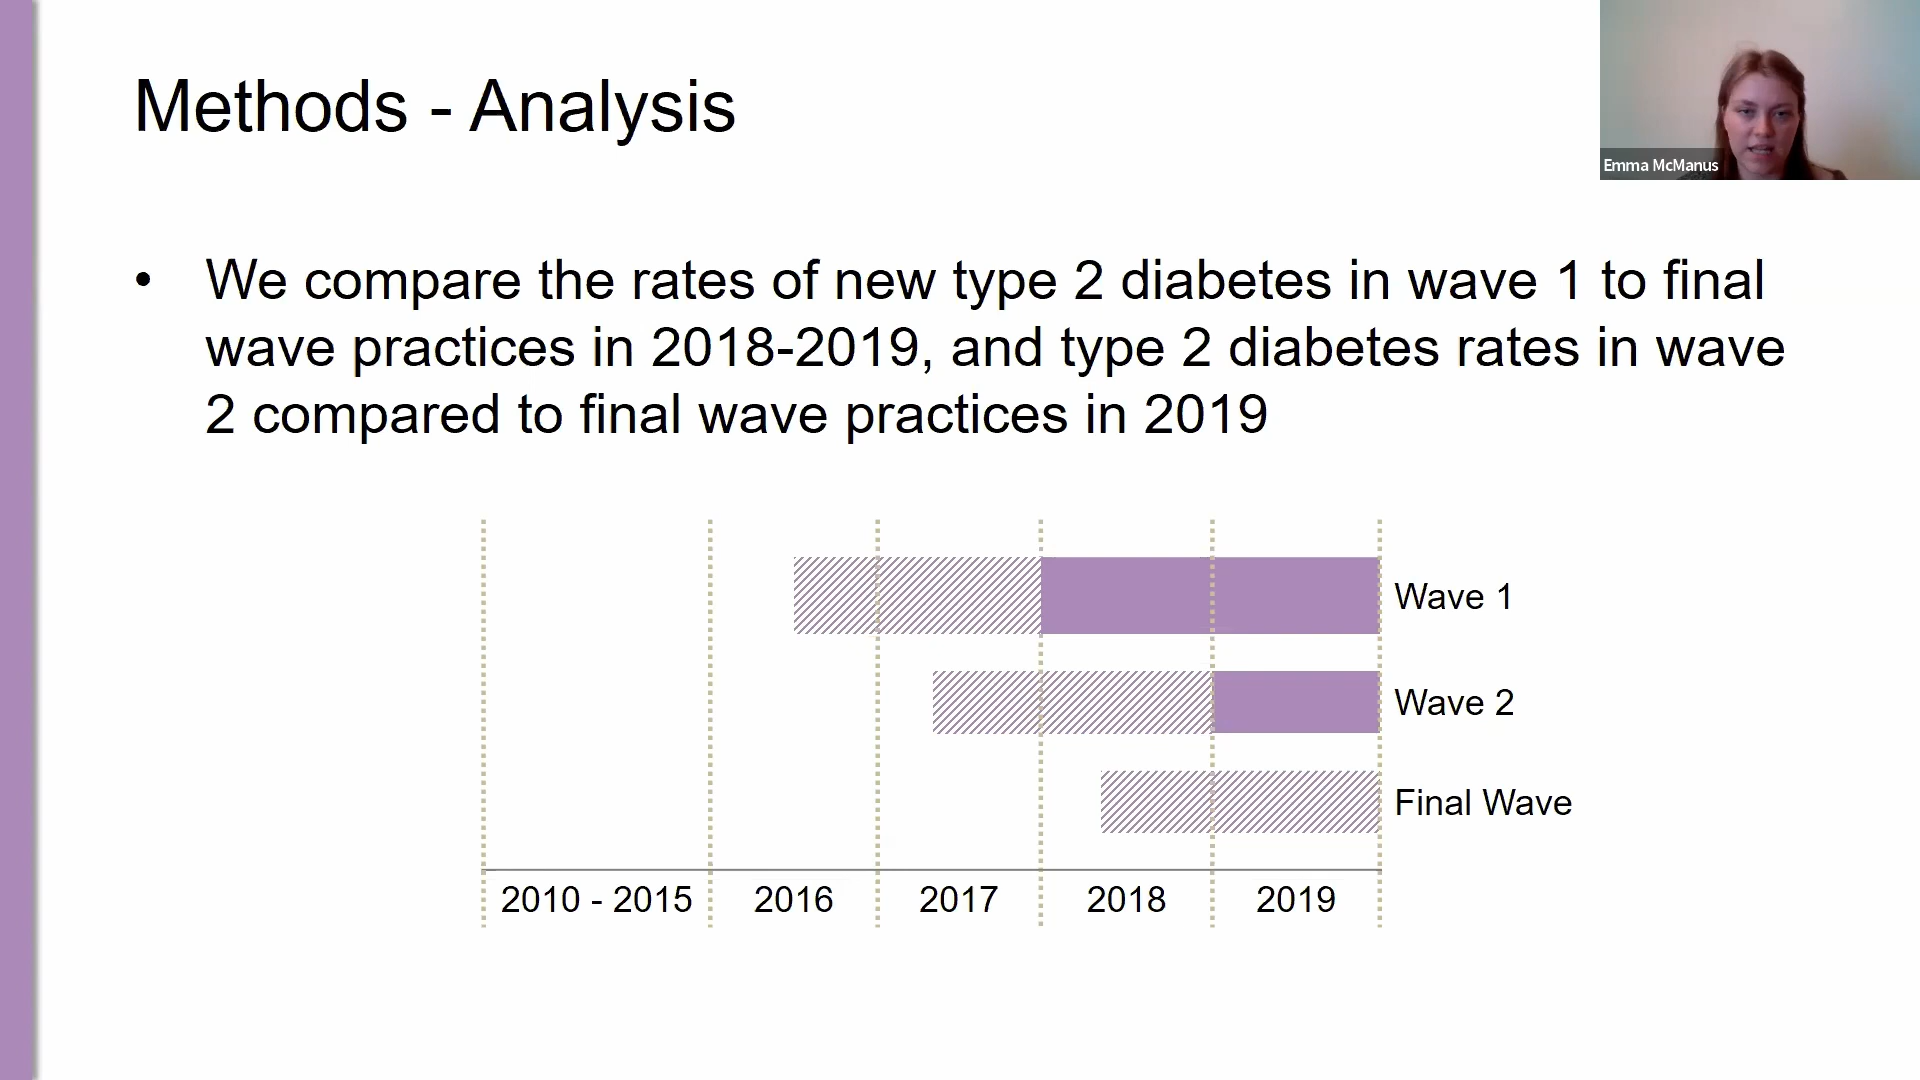 Methods - Analysis
Emma McManus
• We compare the rates of new type 2 diabetes in wave 1 to final
wave practices in 2018-2019, and type 2 diabetes rates in wave
2 compared to final wave practices in 2019
Wave 1
Wave 2
Final Wave
2010 - 2015 2016 2017 2018 2019